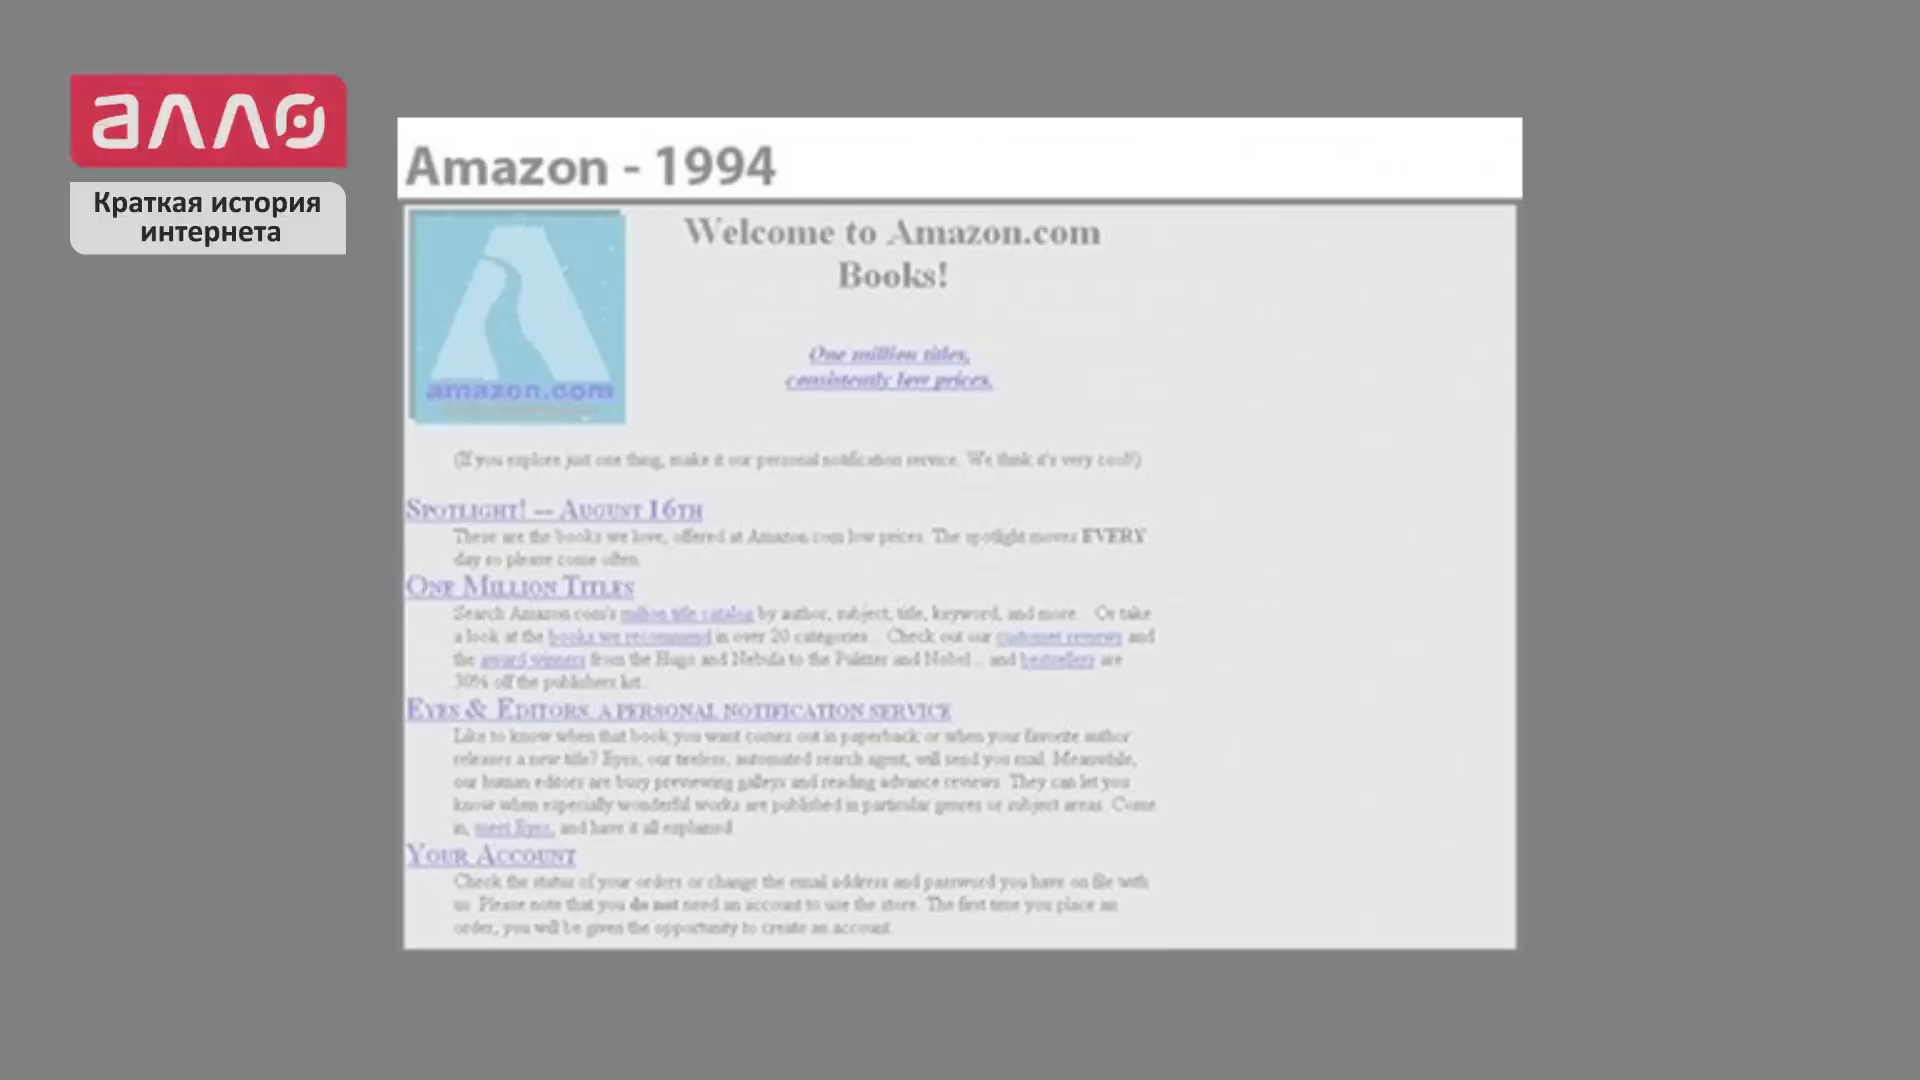 алло
Краткая история
интернета
Amazon - 1994
Welcome to Amazon.com
Books!
One million titles,
consistently low prices.
amazon.com
(If you explore just one thing, make it our personal notification service. We think it's very cool!)
SPOTLIGHT! -- AUGUST 16TH
These are the books we love, offered at Amazon.com low prices. The spotlight moves EVERY
day so please come often.
ONE MILLION TITLES
Search Amazon.com's million title catalog by author, subject, title, keyword, and more... Or take
a look at the books we recommend in over 20 categories... Check out our customer reviews and
the award winners from the Hugo and Nebula to the Pulitzer and Nobel... and bestsellers are
30% off the publishers list...
EYES & EDITORS, A PERSONAL NOTIFICATION SERVICE
Like to know when that book you want comes out in paperback or when your favorite author
releases a new title? Eyes, our tireless, automated search agent, will send you mail. Meanwhile,
our human editors are busy previewing galleys and reading advance reviews. They can let you
know when especially wonderful works are published in particular genres or subject areas. Come
in, meet Eyes, and have it all explained.
YOUR ACCOUNT
Check the status of your orders or change the email address and password you have on file with
us. Please note that you do not need an account to use the store. The first time you place an
order, you will be given the opportunity to create an account.